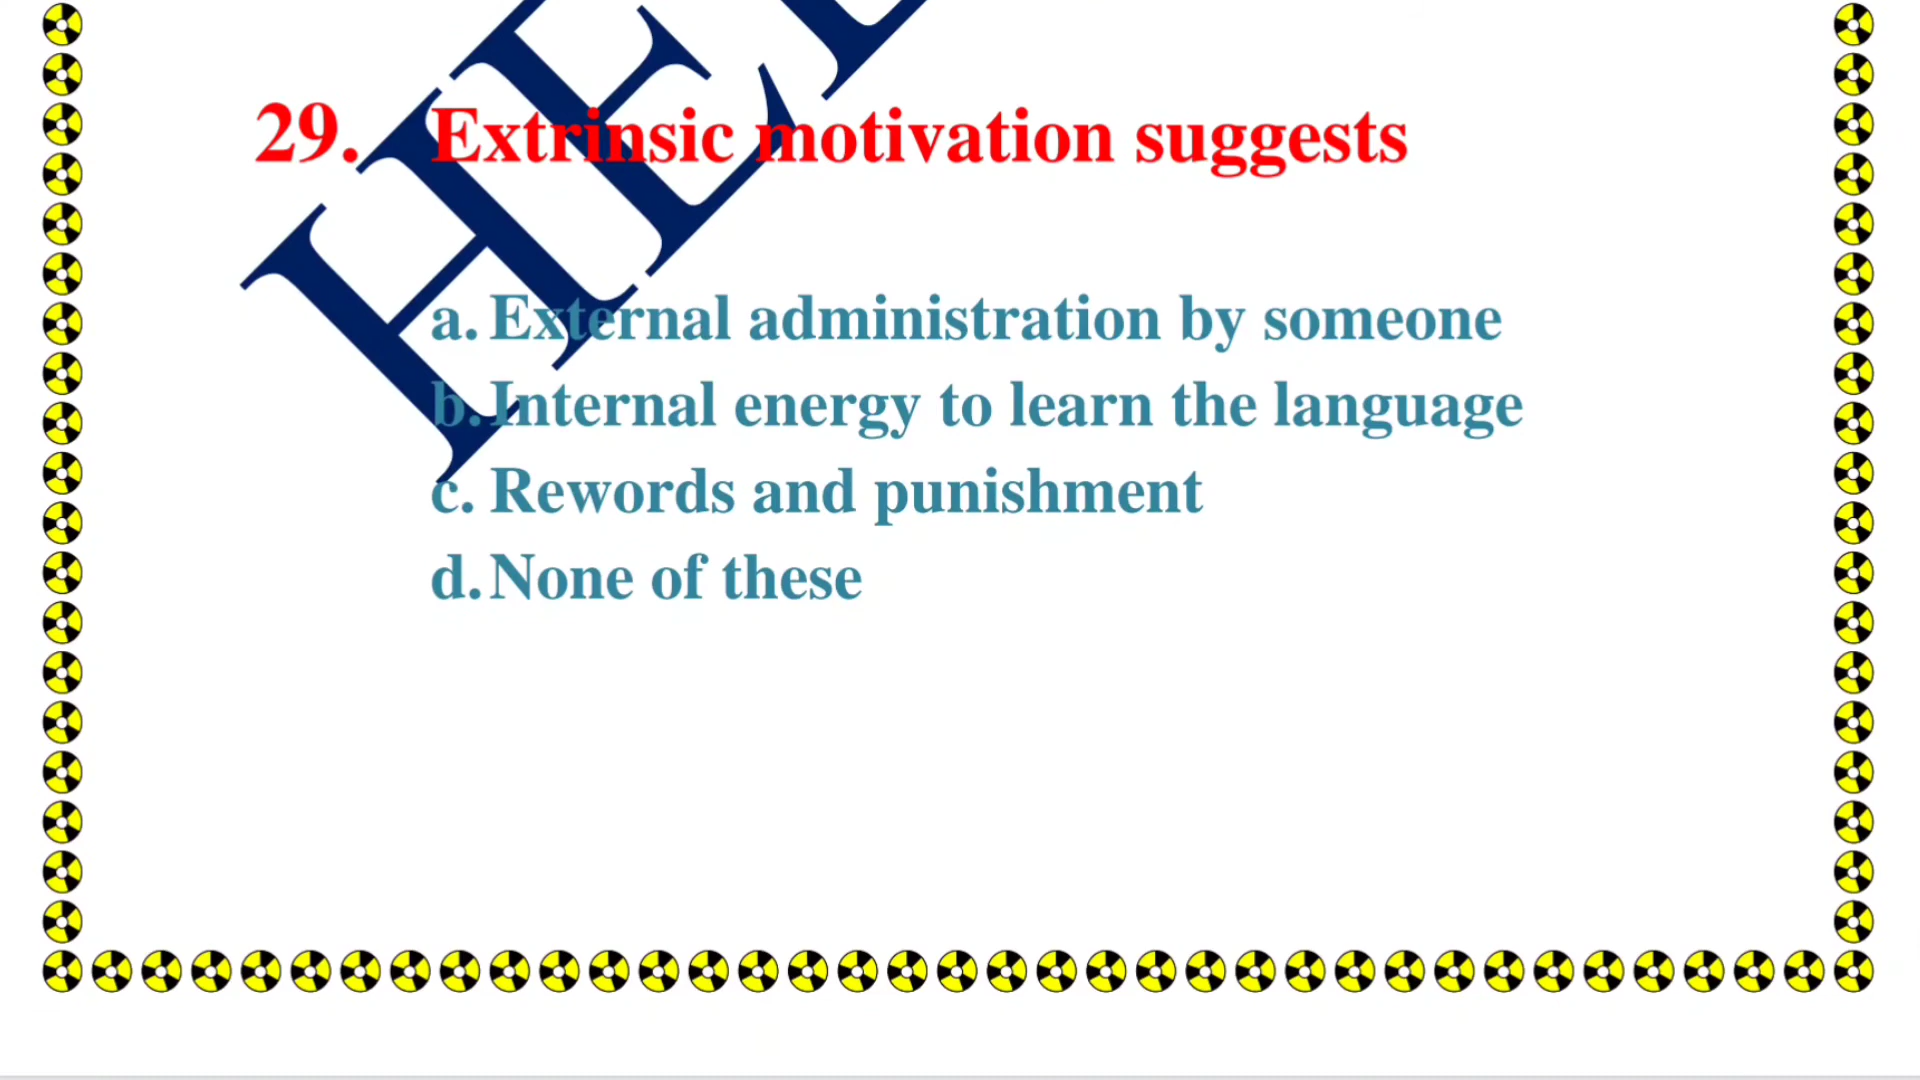 29. Extrinsic motivation suggests
a. External administration by someone
b. Internal energy to learn the language
c. Rewords and punishment
d. None of these